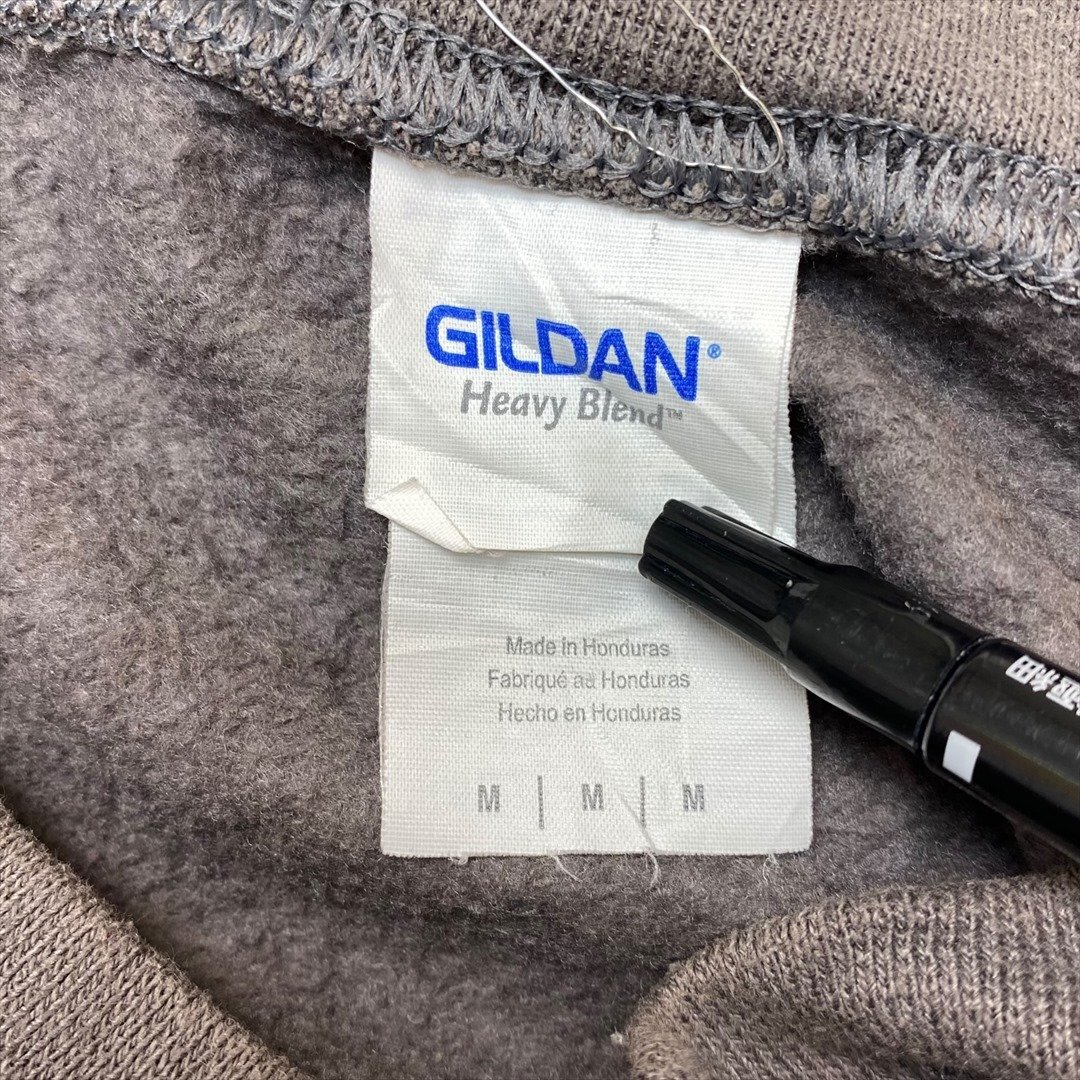 GILDAN®
Heavy Blend™
Made in Honduras
Fabriqué au Honduras
Hecho en Honduras
M | M | M